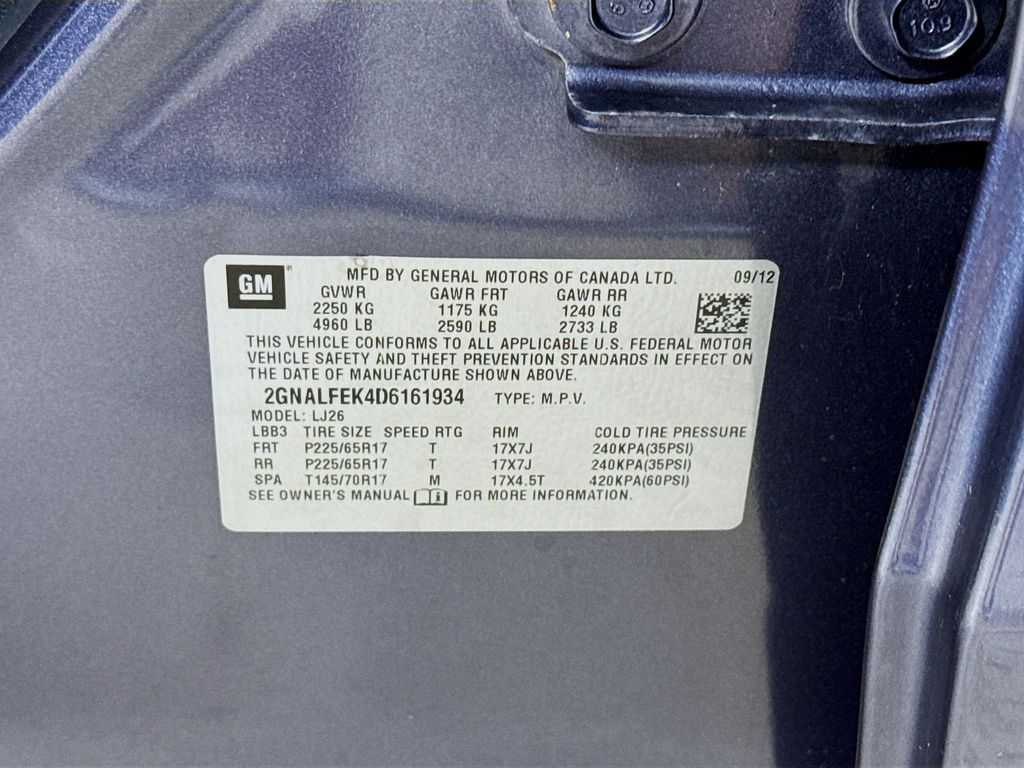 10.9
GM
MFD BY GENERAL MOTORS OF CANADA LTD. 09/12
GVWR GAWR FRT GAWR RR
2250 KG 1175 KG 1240 KG
4960 LB 2590 LB 2733 LB
THIS VEHICLE CONFORMS TO ALL APPLICABLE U.S. FEDERAL MOTOR
VEHICLE SAFETY AND THEFT PREVENTION STANDARDS IN EFFECT ON
THE DATE OF MANUFACTURE SHOWN ABOVE.
2GNALFEK4D6161934 TYPE: M.P.V.
MODEL: LJ26
LBB3 TIRE SIZE SPEED RTG RIM COLD TIRE PRESSURE
FRT P225/65R17 T 17X7J 240KPA(35PSI)
RR P225/65R17 T 17X7J 240KPA(35PSI)
SPA T145/70R17 M 17X4.5T 420KPA(60PSI)
SEE OWNER'S MANUAL FOR MORE INFORMATION.